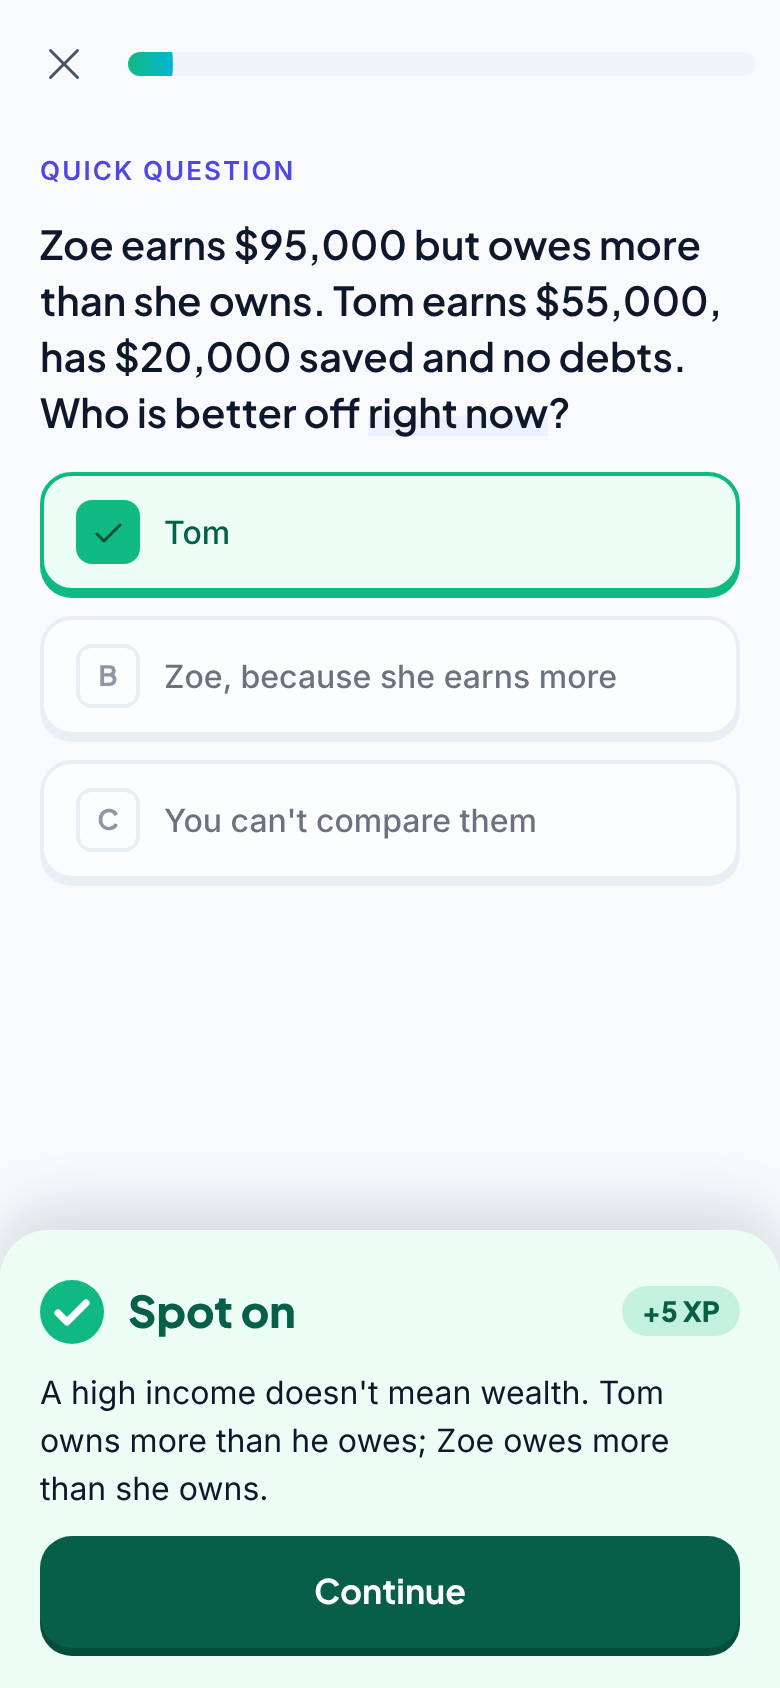 QUICK QUESTION
Zoe earns $95,000 but owes more
than she owns. Tom earns $55,000,
has $20,000 saved and no debts.
Who is better off right now?
Tom
B
Zoe, because she earns more
C
You can't compare them
Spot on
+5 XP
A high income doesn't mean wealth. Tom
owns more than he owes; Zoe owes more
than she owns.
Continue